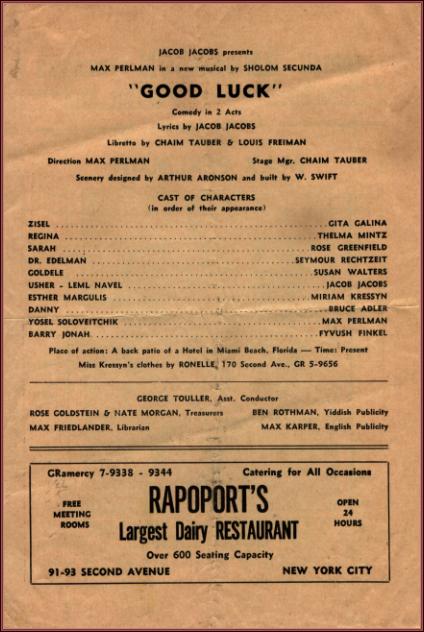 JACOB JACOBS presents
MAX PERLMAN in a new musical by SHOLOM SECUNDA
"GOOD LUCK"
Comedy in 2 Acts
Lyrics by JACOB JACOBS
Libretto by CHAIM TAUBER & LOUIS FREIMAN
Direction MAX PERLMAN Stage Mgr. CHAIM TAUBER
Scenery designed by ARTHUR ARONSON and built by W. SWIFT
CAST OF CHARACTERS
(in order of their appearance)
ZISEL GITA GALINA
REGINA THELMA MINTZ
SARAH ROSE GREENFIELD
DR. EDELMAN SEYMOUR RECHTZEIT
GOLDELE SUSAN WALTERS
USHER - LEML NAVEL JACOB JACOBS
ESTHER MARGULIS MIRIAM KRESSYN
DANNY BRUCE ADLER
YOSEL SOLOVEITCHIK MAX PERLMAN
BARRY JONAH FYVUSH FINKEL
Place of action: A back patio of a Hotel in Miami Beach, Florida — Time: Present
Miss Kressyn's clothes by RONELLE, 170 Second Ave., GR 5-9656
GEORGE TOULLER, Asst. Conductor
ROSE GOLDSTEIN & NATE MORGAN, Treasurers BEN ROTHMAN, Yiddish Publicity
MAX FRIEDLANDER, Librarian MAX KARPER, English Publicity
GRamercy 7-9338 - 9344 Catering for All Occasions
FREE MEETING ROOMS
RAPOPORT'S
Largest Dairy RESTAURANT
OPEN 24 HOURS
Over 600 Seating Capacity
91-93 SECOND AVENUE NEW YORK CITY